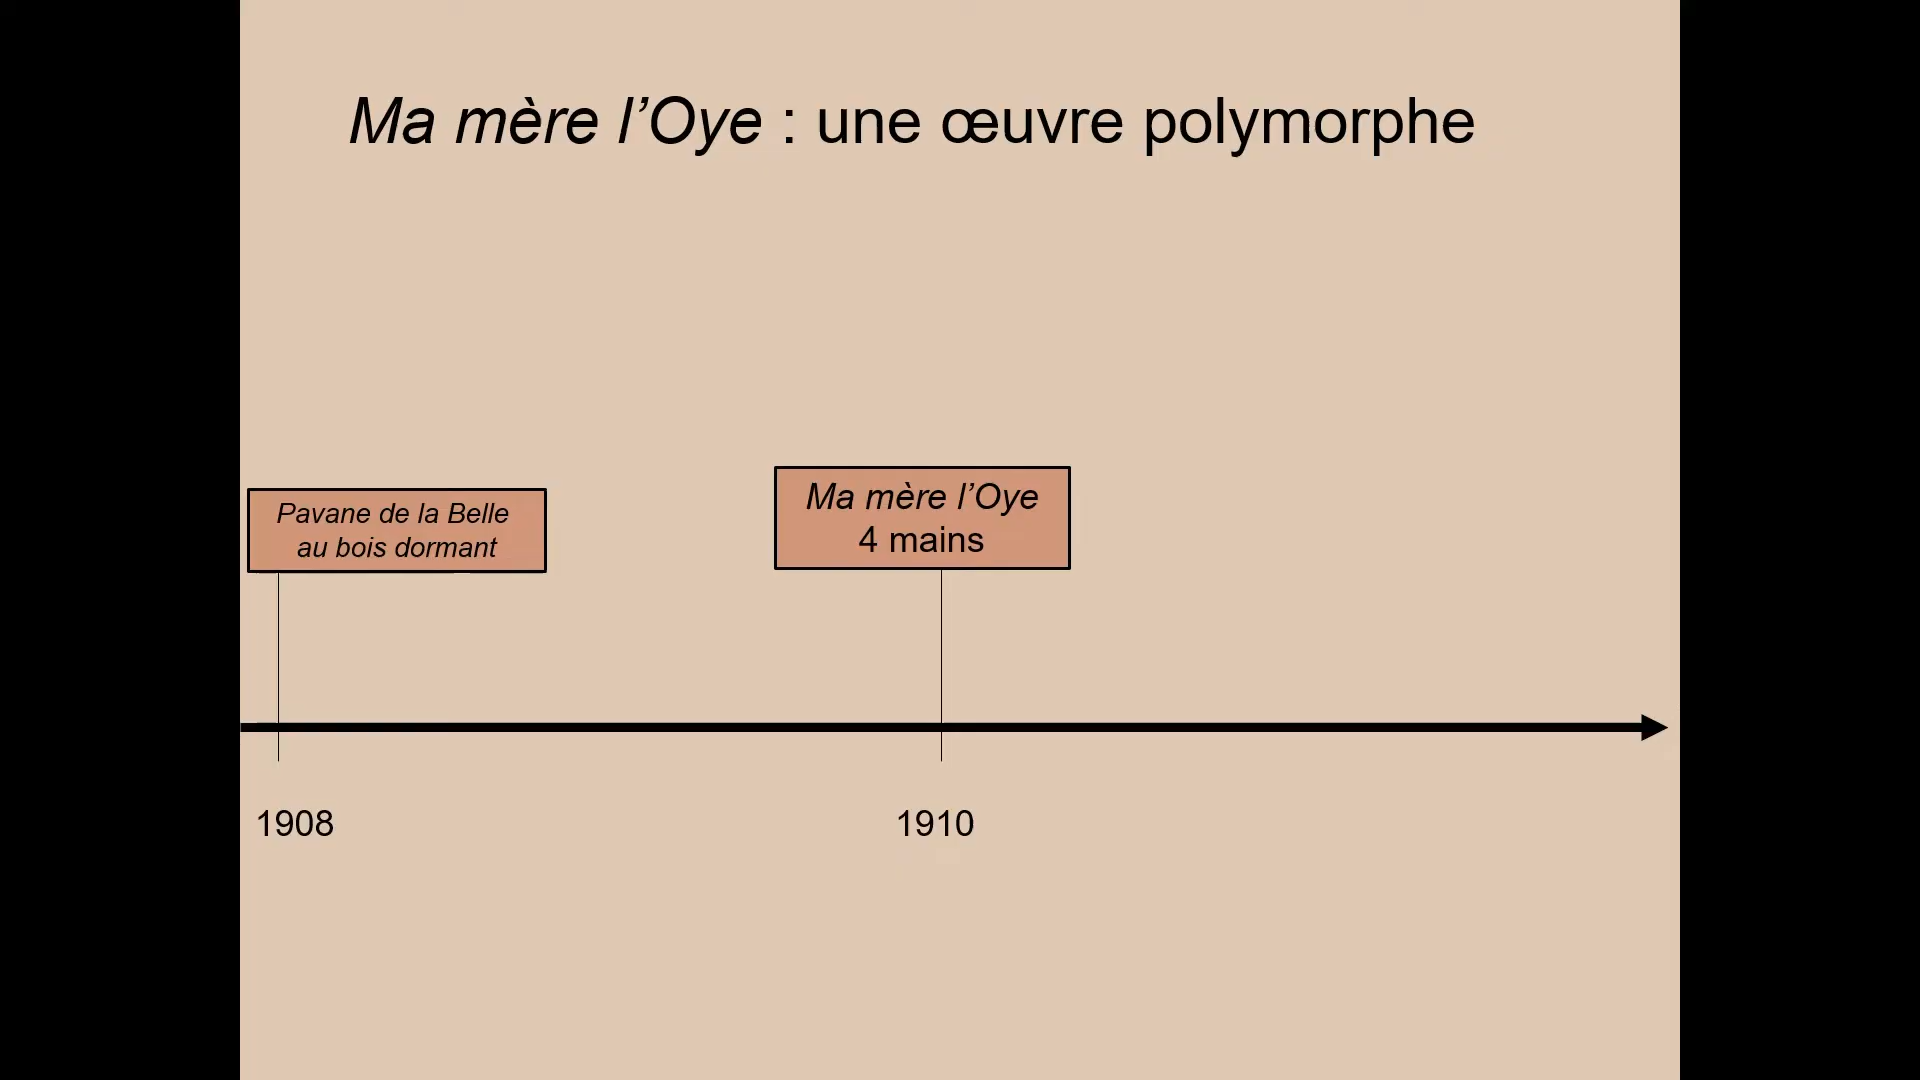 Ma mère l’Oye : une œuvre polymorphe
Pavane de la Belle
au bois dormant
Ma mère l’Oye
4 mains
1908
1910